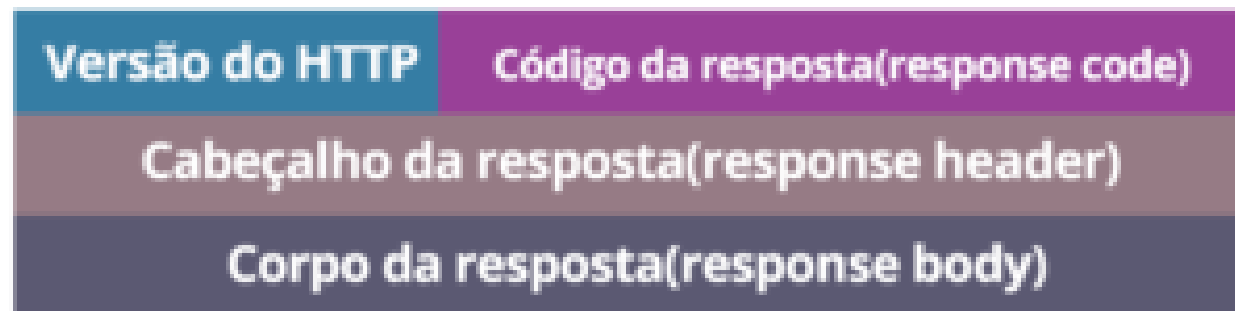 Versão do HTTP Código da resposta(response code)
Cabeçalho da resposta(response header)
Corpo da resposta(response body)